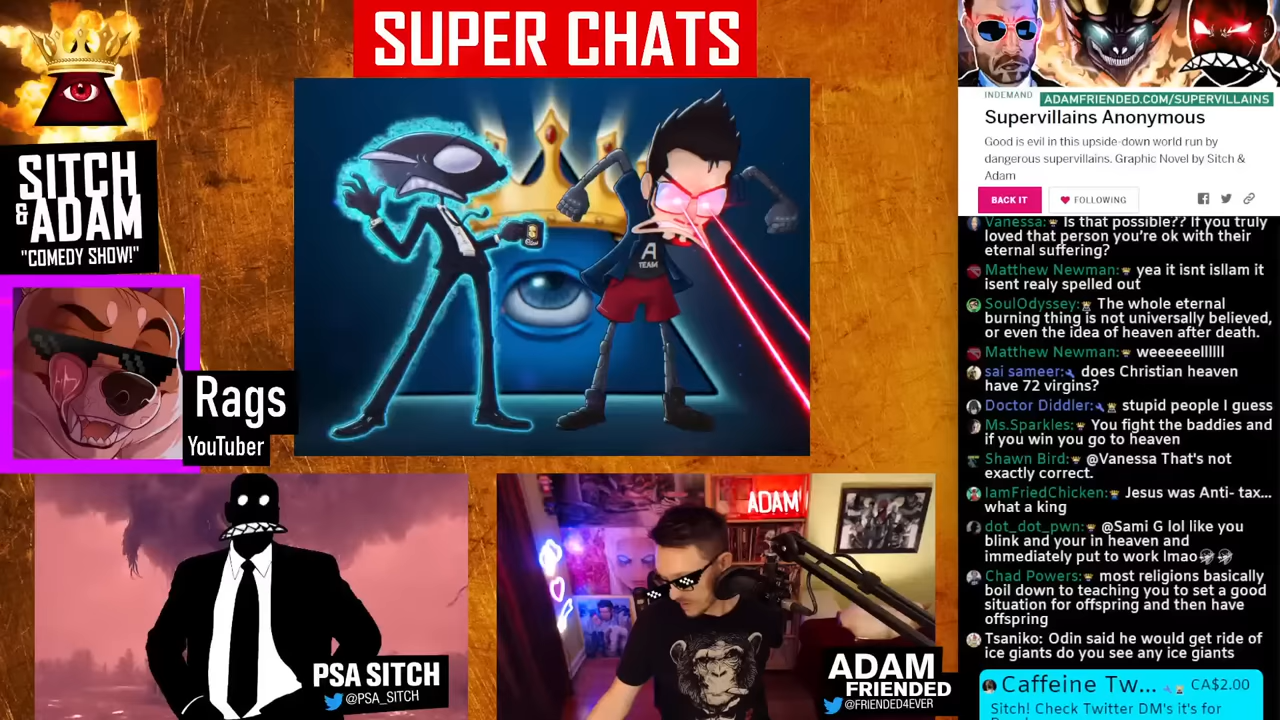 SUPER CHATS
SITCH
& ADAM
"COMEDY SHOW!"
Rags
YouTuber
A
TEAM
PSA SITCH
@PSA_SITCH
ADAM
ADAM
FRIENDED
@FRIENDED4EVER
INDEMAND
ADAMFRIENDED.COM/SUPERVILLAINS
Supervillains Anonymous
Good is evil in this upside-down world run by
dangerous supervillains. Graphic Novel by Sitch &
Adam
BACK IT
FOLLOWING
Vanessa: Is that possible?? If you truly
loved that person you're ok with their
eternal suffering?
Matthew Newman: yea it isnt isllam it
isent realy spelled out
SoulOdyssey: The whole eternal
burning thing is not universally believed,
or even the idea of heaven after death.
Matthew Newman: weeeeellllll
sai sameer: does Christian heaven
have 72 virgins?
Doctor Diddler: stupid people I guess
Ms.Sparkles: You fight the baddies and
if you win you go to heaven
Shawn Bird: @Vanessa That's not
exactly correct.
IamFriedChicken: Jesus was Anti- tax...
what a king
dot_dot_pwn: @Sami G lol like you
blink and your in heaven and
immediately put to work lmao
Chad Powers: most religions basically
boil down to teaching you to set a good
situation for offspring and then have
offspring
Tsaniko: Odin said he would get ride of
ice giants do you see any ice giants
Caffeine Tw... CA$2.00
Sitch! Check Twitter DM's it's for